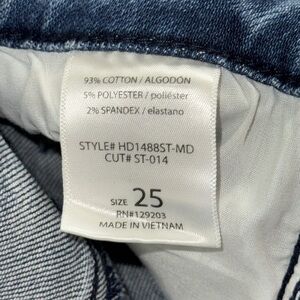 93% COTTON / ALGODON
5% POLYESTER / poliéster
2% SPANDEX / elastano
STYLE# HD1488ST-MD
CUT# ST-014
SIZE 25
RN#129203
MADE IN VIETNAM